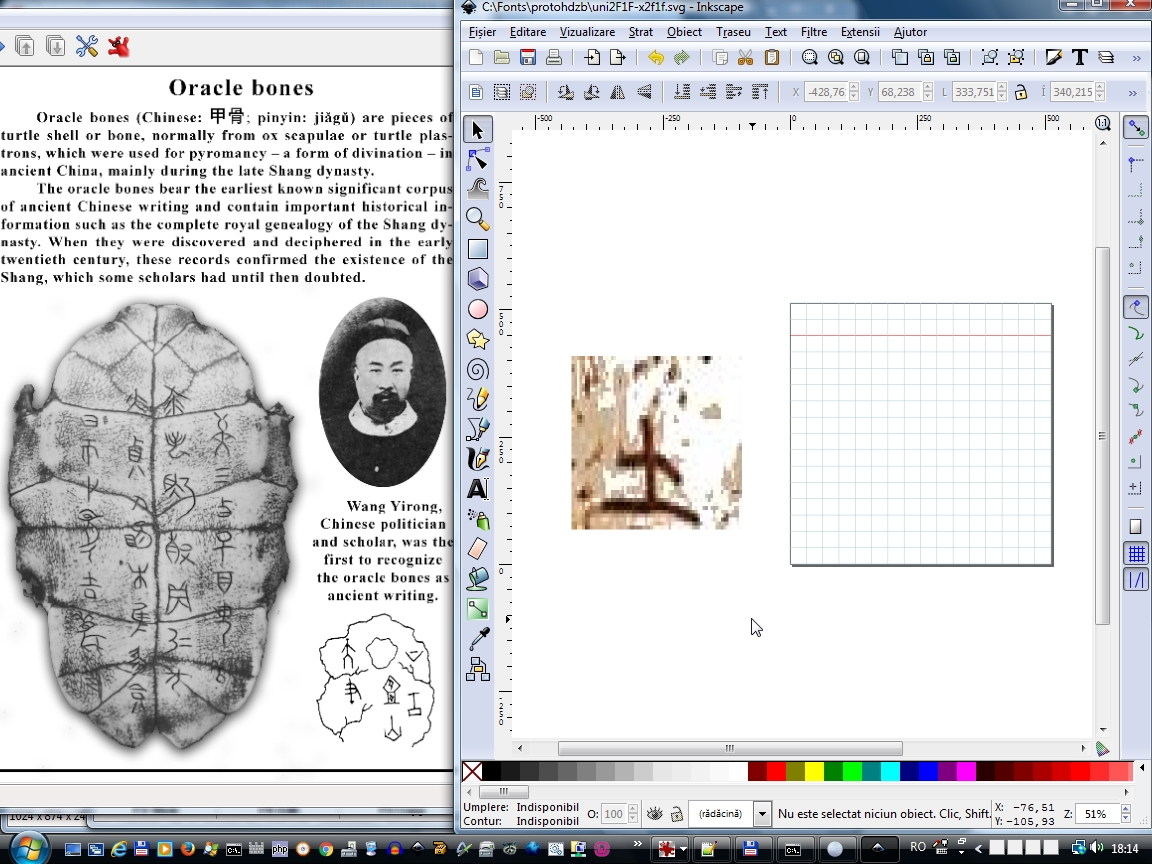 C:\Fonts\protohdzb\uni2F1F-x2f1f.svg - Inkscape
Fișier Editare Vizualizare Strat Obiect Traseu Text Filtre Extensii Ajutor
X -428,76 Y 68,238 L 333,751 Î 340,215
-500 -250 0 250 500
Oracle bones
Oracle bones (Chinese: 甲骨; pinyin: jiǎgǔ) are pieces of
turtle shell or bone, normally from ox scapulae or turtle plas-
trons, which were used for pyromancy – a form of divination – in
ancient China, mainly during the late Shang dynasty.
The oracle bones bear the earliest known significant corpus
of ancient Chinese writing and contain important historical in-
formation such as the complete royal genealogy of the Shang dy-
nasty. When they were discovered and deciphered in the early
twentieth century, these records confirmed the existence of the
Shang, which some scholars had until then doubted.
Wang Yirong,
Chinese politician
and scholar, was the
first to recognize
the oracle bones as
ancient writing.
Umplere: Indisponibil
Contur: Indisponibil
O: 100
(rădăcină)
Nu este selectat niciun obiect. Clic, Shift
X: -76,51
Y: -105,93
Z: 51%
1024 x 874 x 24
php
RO
18:14